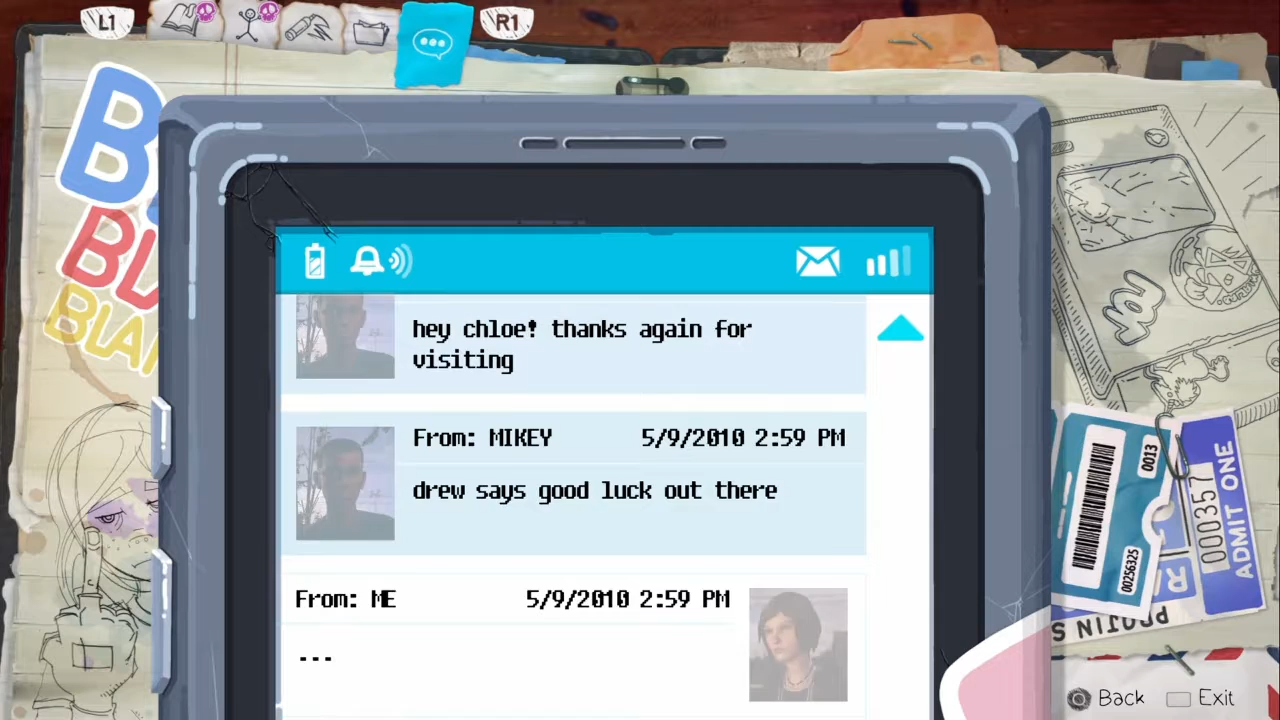 L1
R1
hey chloe! thanks again for
visiting
From: MIKEY 5/9/2010 2:59 PM
drew says good luck out there
From: ME 5/9/2010 2:59 PM
...
0013
00256325
000357
ADMIT ONE
Back
Exit